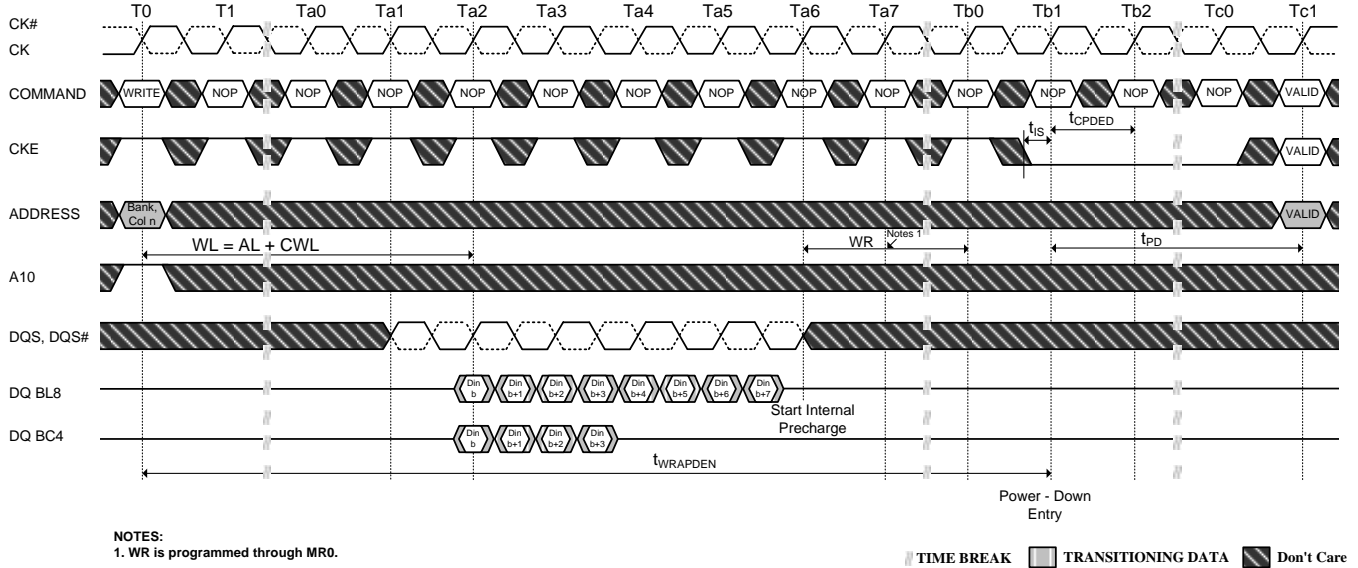 T0 T1 Ta0 Ta1 Ta2 Ta3 Ta4 Ta5 Ta6 Ta7 Tb0 Tb1 Tb2 Tc0 Tc1
CK#
CK
COMMAND WRITE NOP NOP NOP NOP NOP NOP NOP NOP NOP NOP NOP NOP NOP VALID
tIS tCPDED
CKE VALID
ADDRESS Bank, Col n VALID
WL = AL + CWL WR Notes 1 tPD
A10
DQS, DQS#
DQ BL8 Din b Din b+1 Din b+2 Din b+3 Din b+4 Din b+5 Din b+6 Din b+7
Start Internal
Precharge
DQ BC4 Din b Din b+1 Din b+2 Din b+3
tWRAPDEN
Power - Down
Entry
NOTES:
1. WR is programmed through MR0.
TIME BREAK TRANSITIONING DATA Don't Care